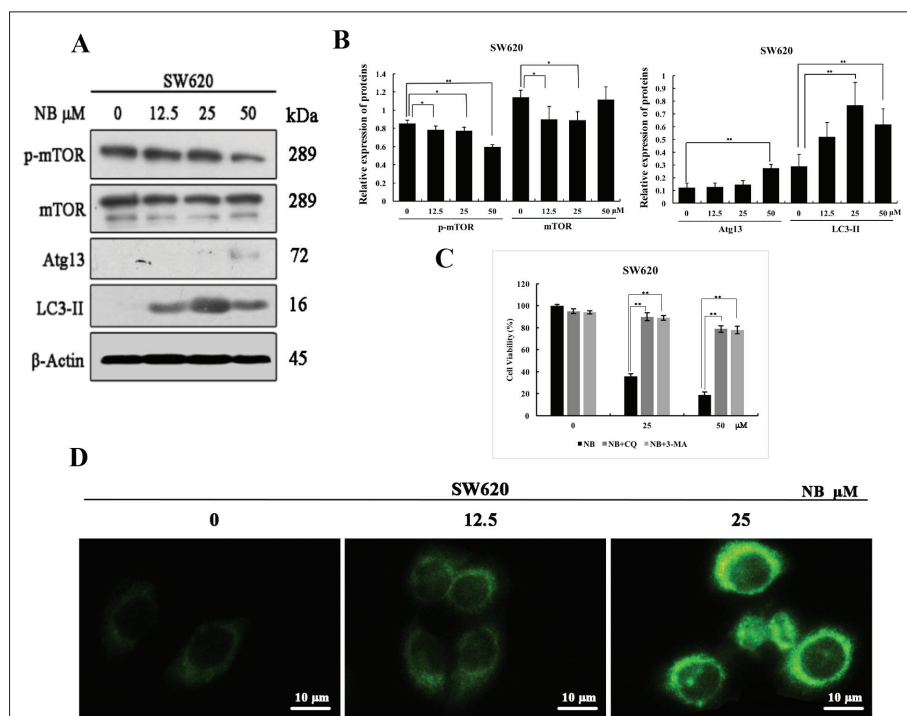 A
SW620
NB μM 0 12.5 25 50 kDa
p-mTOR 289
mTOR 289
Atg13 72
LC3-II 16
β-Actin 45
B
SW620
Relative expression of proteins
1.4
1.2
1
0.8
0.6
0.4
0.2
0
* * ** * *
0 12.5 25 50 0 12.5 25 50 μM
p-mTOR mTOR
SW620
Relative expression of proteins
1
0.9
0.8
0.7
0.6
0.5
0.4
0.3
0.2
0.1
0
** ** **
0 12.5 25 50 0 12.5 25 50 μM
Atg13 LC3-II
C
SW620
Cell Viability (%)
120
100
80
60
40
20
0
** ** ** **
0 25 50 μM
NB NB+CQ NB+3-MA
D
SW620 NB μM
0 12.5 25
10 μm 10 μm 10 μm